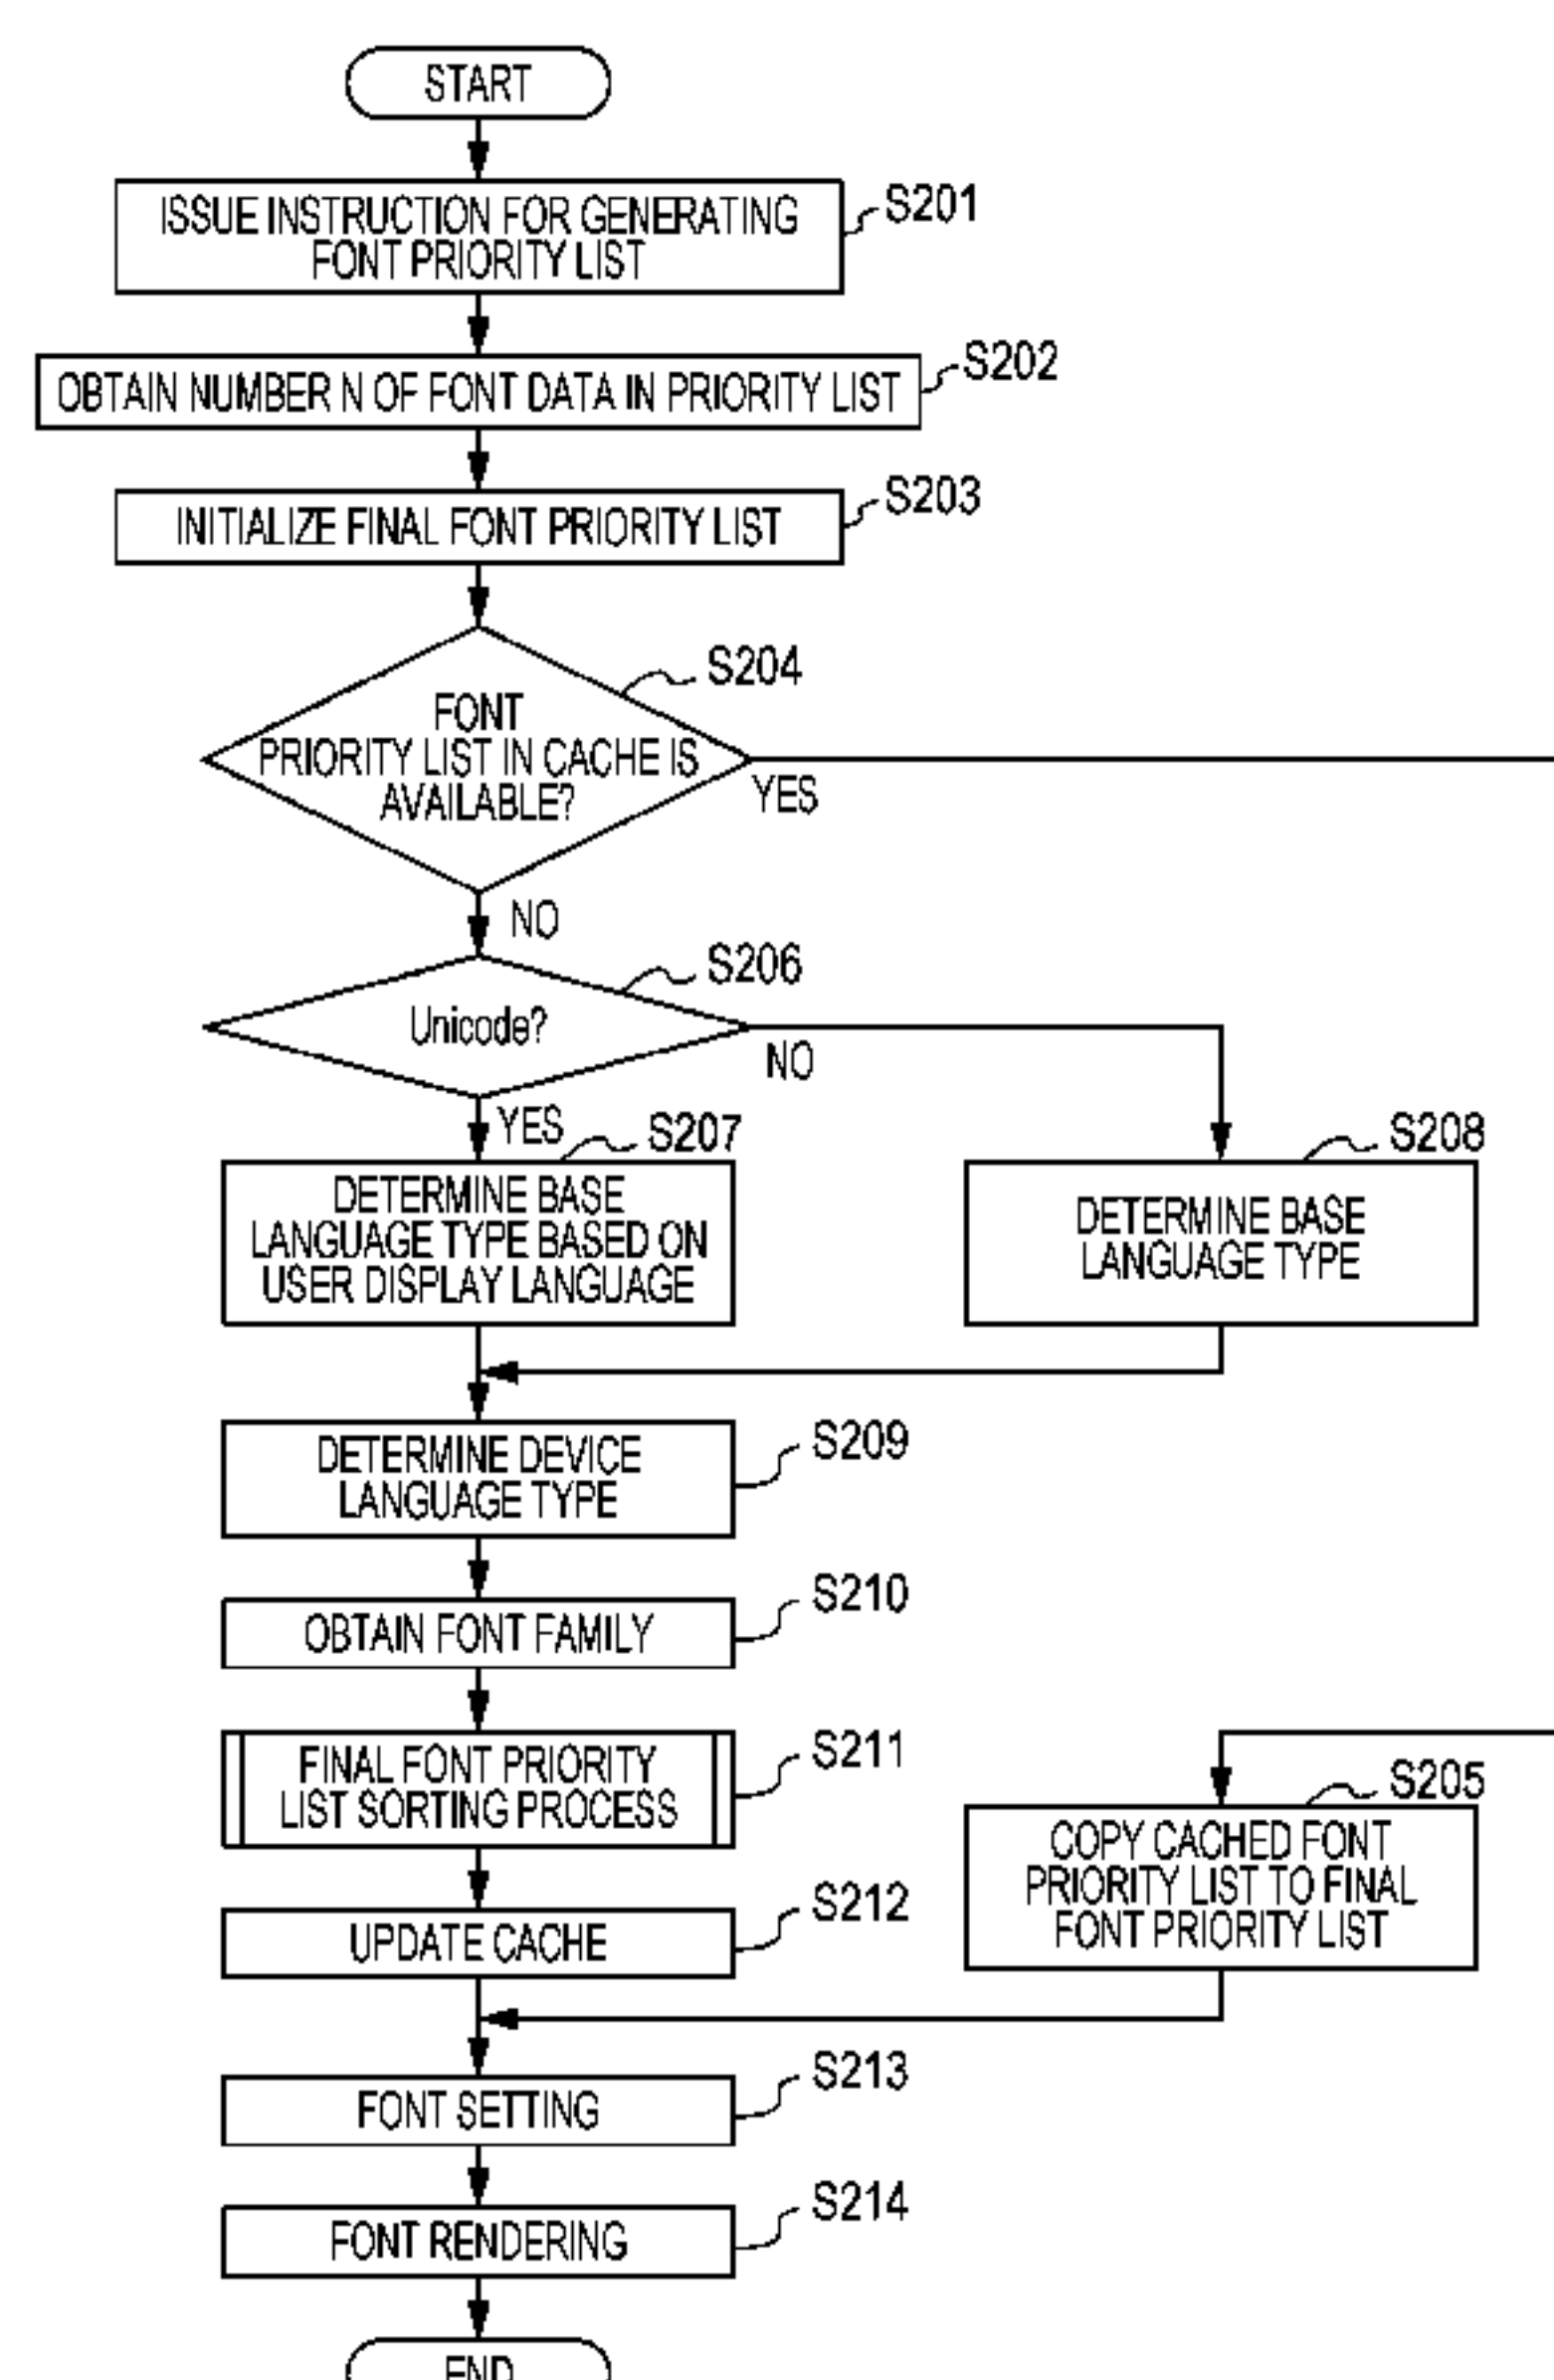 START
ISSUE INSTRUCTION FOR GENERATING
FONT PRIORITY LIST
S201
OBTAIN NUMBER N OF FONT DATA IN PRIORITY LIST
S202
INITIALIZE FINAL FONT PRIORITY LIST
S203
S204
FONT
PRIORITY LIST IN CACHE IS
AVAILABLE?
YES
NO
S206
Unicode?
NO
YES
S207
DETERMINE BASE
LANGUAGE TYPE BASED ON
USER DISPLAY LANGUAGE
S208
DETERMINE BASE
LANGUAGE TYPE
DETERMINE DEVICE
LANGUAGE TYPE
S209
OBTAIN FONT FAMILY
S210
FINAL FONT PRIORITY
LIST SORTING PROCESS
S211
S205
COPY CACHED FONT
PRIORITY LIST TO FINAL
FONT PRIORITY LIST
UPDATE CACHE
S212
FONT SETTING
S213
FONT RENDERING
S214
END